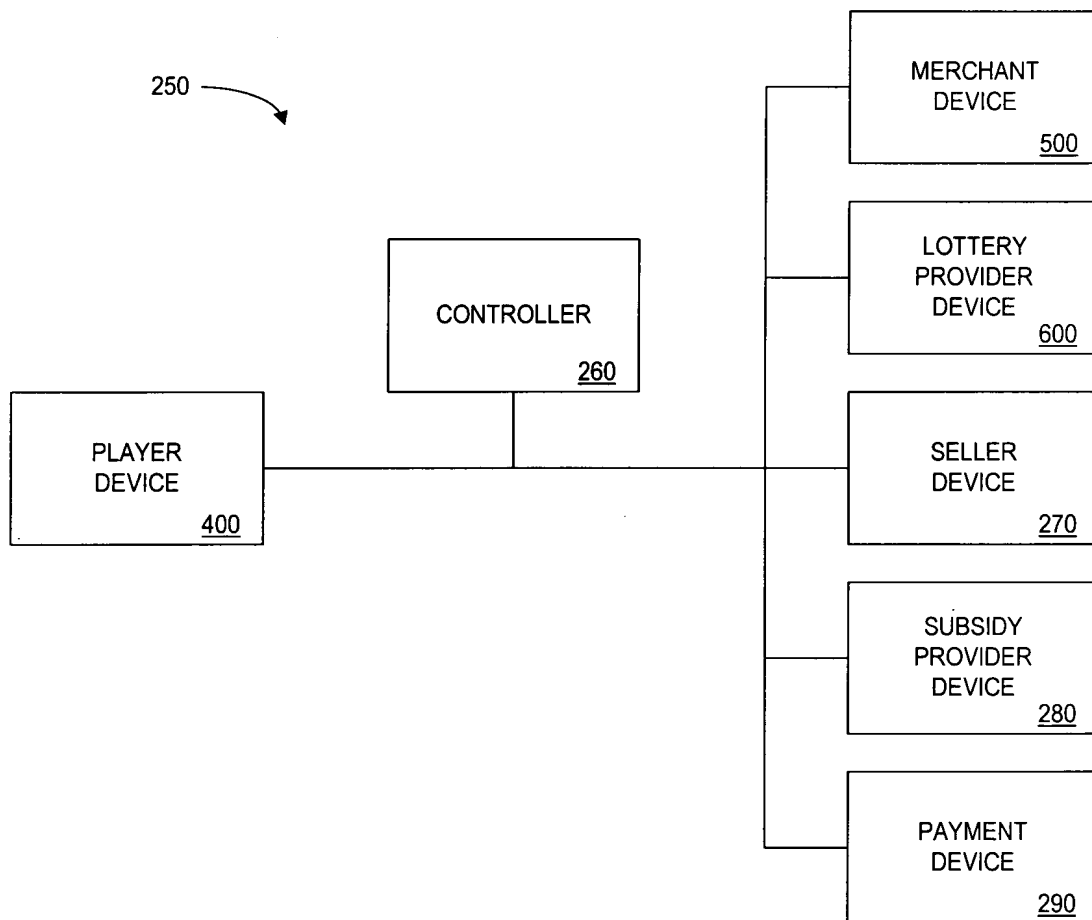 250
MERCHANT
DEVICE
500
LOTTERY
PROVIDER
DEVICE
600
CONTROLLER
260
PLAYER
DEVICE
400
SELLER
DEVICE
270
SUBSIDY
PROVIDER
DEVICE
280
PAYMENT
DEVICE
290